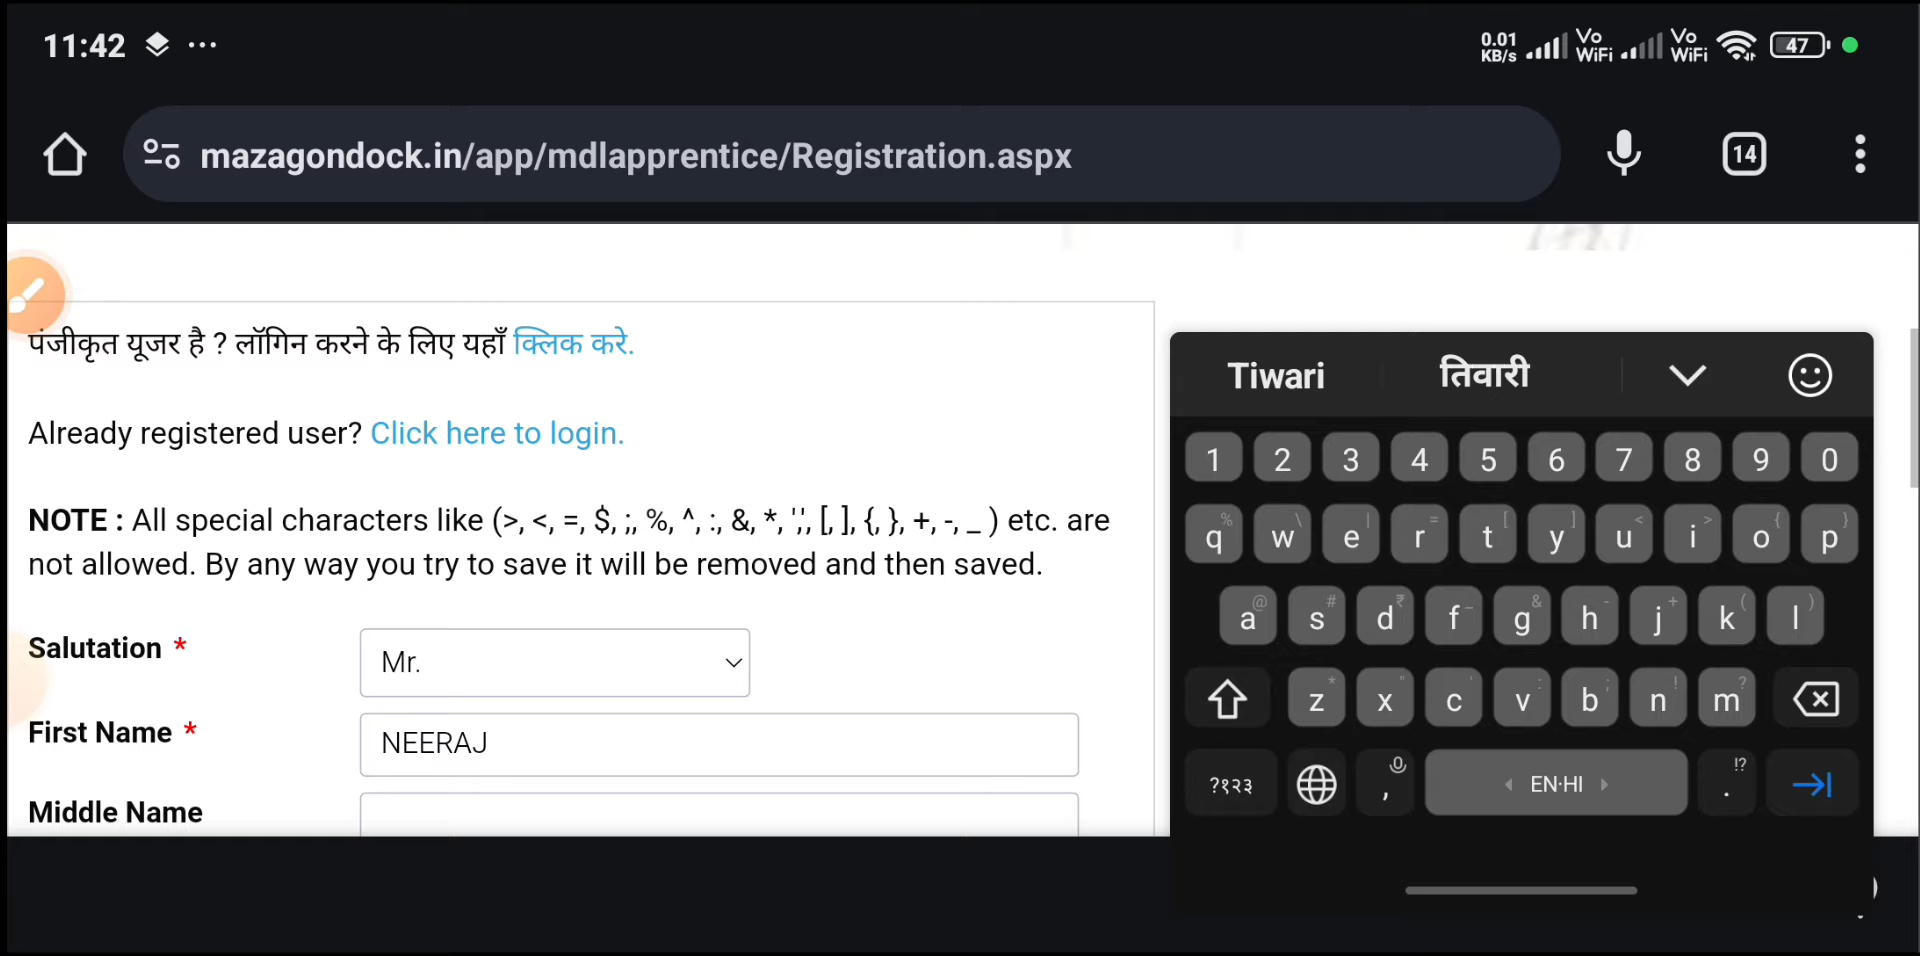 11:42
0.01 KB/s Vo WiFi Vo WiFi 47
mazagondock.in/app/mdlapprentice/Registration.aspx
14
पंजीकृत यूजर है ? लॉगिन करने के लिए यहाँ क्लिक करे.
Already registered user? Click here to login.
NOTE : All special characters like (>, <, =, $, ;, %, ^, :, &, *, '',', [, ], {, }, +, -, _ ) etc. are
not allowed. By any way you try to save it will be removed and then saved.
Salutation *
Mr.
First Name *
NEERAJ
Middle Name
Tiwari तिवारी
1 2 3 4 5 6 7 8 9 0
q w e r t y u i o p
a s d f g h j k l
z x c v b n m
?१२३ , EN·HI . !?